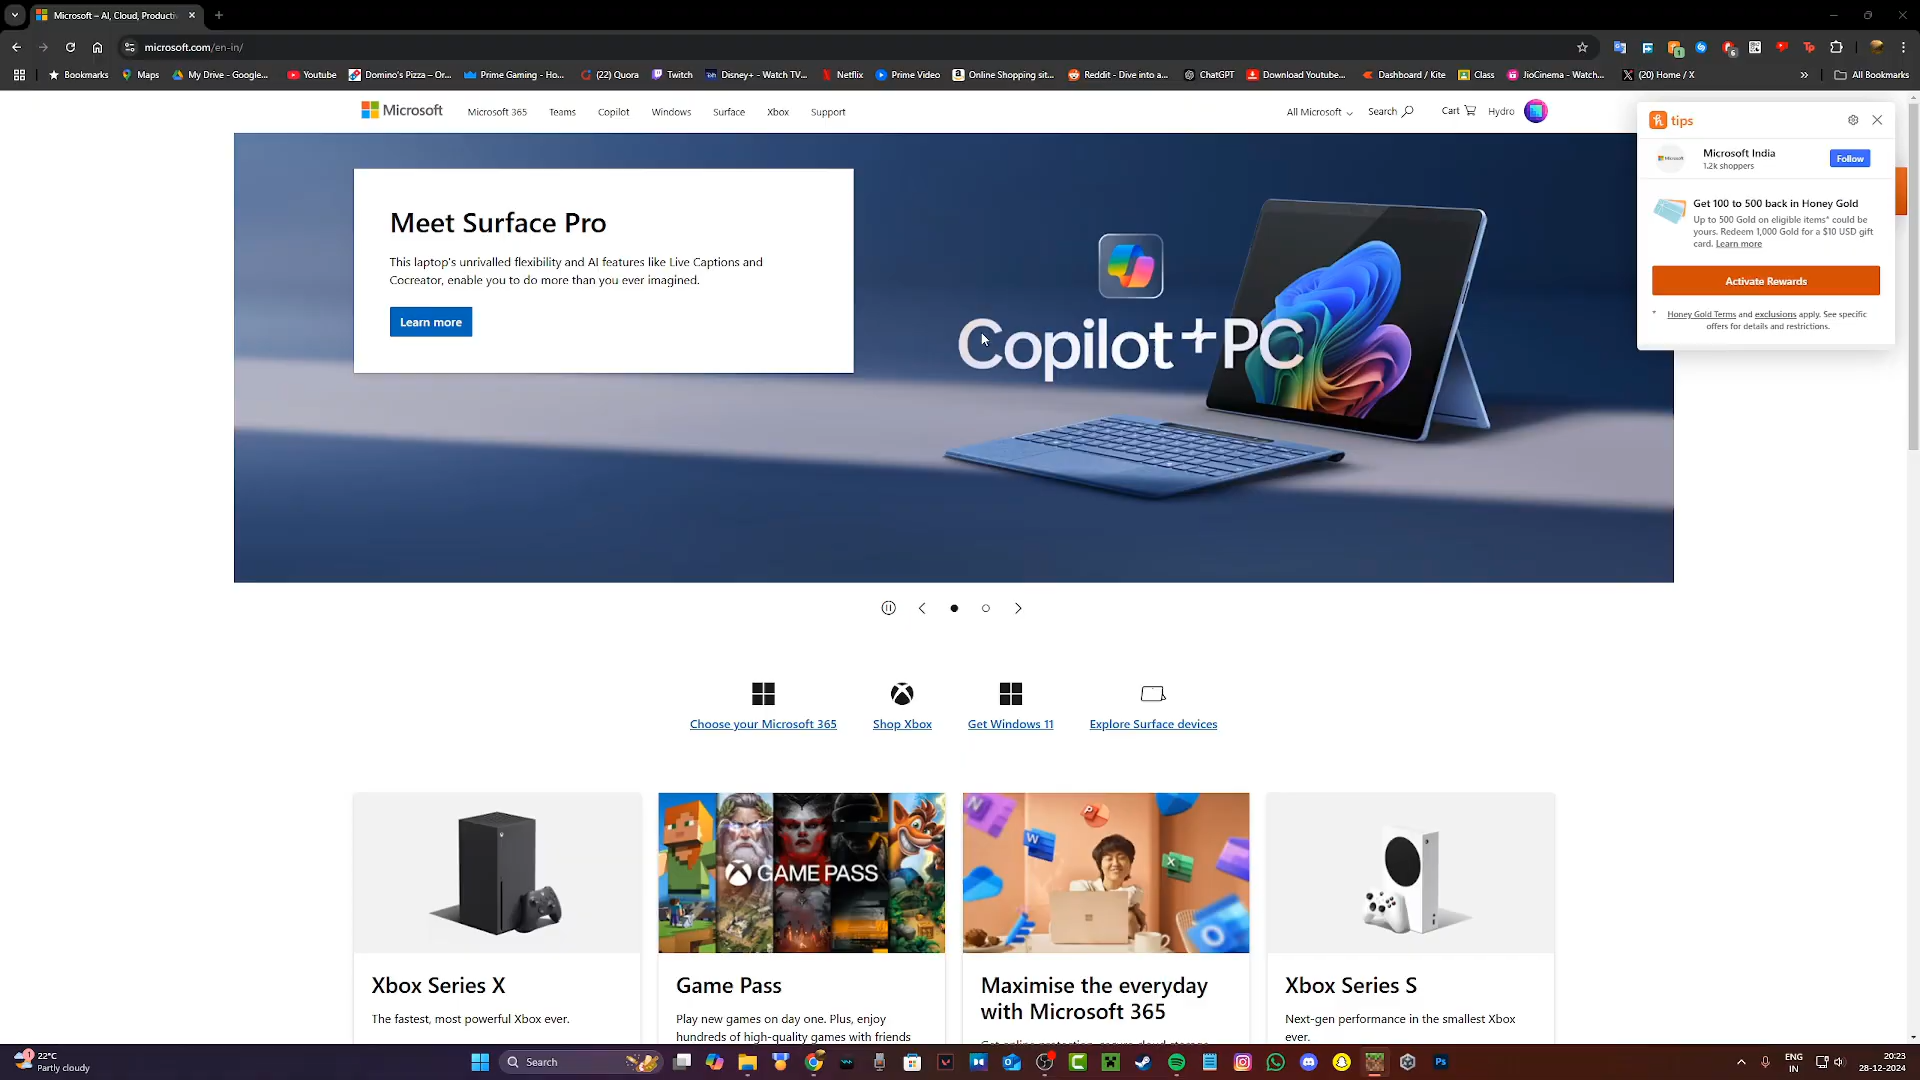 Microsoft – AI, Cloud, Productiv
microsoft.com/en-in/
Bookmarks
Maps
My Drive - Google...
Youtube
Domino's Pizza – Or...
Prime Gaming - Ho...
(22) Quora
Twitch
Disney+ - Watch TV...
Netflix
Prime Video
Online Shopping sit...
Reddit - Dive into a...
ChatGPT
Download Youtube...
Dashboard / Kite
Class
JioCinema - Watch...
(20) Home / X
All Bookmarks
Microsoft
Microsoft 365
Teams
Copilot
Windows
Surface
Xbox
Support
All Microsoft
Search
Cart
Hydro
tips
Microsoft India
1.2k shoppers
Follow
Get 100 to 500 back in Honey Gold
Up to 500 Gold on eligible items* could be
yours. Redeem 1,000 Gold for a $10 USD gift
card. Learn more
Activate Rewards
* Honey Gold Terms and exclusions apply. See specific
offers for details and restrictions.
Meet Surface Pro
This laptop's unrivalled flexibility and AI features like Live Captions and
Cocreator, enable you to do more than you ever imagined.
Learn more
Copilot+PC
Choose your Microsoft 365
Shop Xbox
Get Windows 11
Explore Surface devices
GAME PASS
Xbox Series X
The fastest, most powerful Xbox ever.
Game Pass
Play new games on day one. Plus, enjoy
hundreds of high-quality games with friends
Maximise the everyday
with Microsoft 365
Xbox Series S
Next-gen performance in the smallest Xbox
ever.
22°C
Partly cloudy
Search
ENG
IN
20:23
28-12-2024